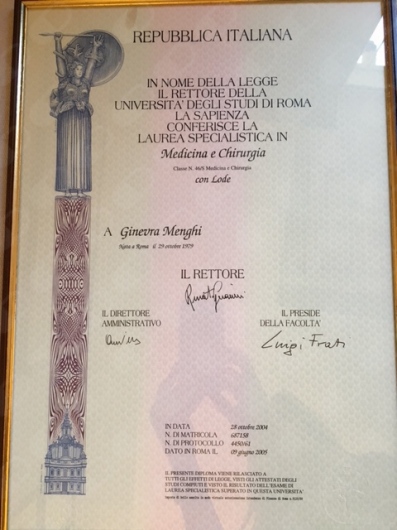 REPUBBLICA ITALIANA
IN NOME DELLA LEGGE
IL RETTORE DELLA
UNIVERSITA' DEGLI STUDI DI ROMA
LA SAPIENZA
CONFERISCE LA
LAUREA SPECIALISTICA IN
Medicina e Chirurgia
Classe N. 46/S Medicina e Chirurgia
con Lode
A Ginevra Menghi
Nata a Roma il 29 ottobre 1979
IL RETTORE
IL DIRETTORE
AMMINISTRATIVO
IL PRESIDE
DELLA FACOLTA'
Luigi Frati
IN DATA 28 ottobre 2004
N. DI MATRICOLA 687158
N. DI PROTOCOLLO 4450/61
DATO IN ROMA IL 09 giugno 2005
IL PRESENTE DIPLOMA VIENE RILASCIATO A
TUTTI GLI EFFETTI DI LEGGE, VISTI GLI ATTESTATI DEGLI
STUDI COMPIUTI E VISTO IL RISULTATO DELL'ESAME DI
LAUREA SPECIALISTICA SUPERATO IN QUESTA UNIVERSITA'